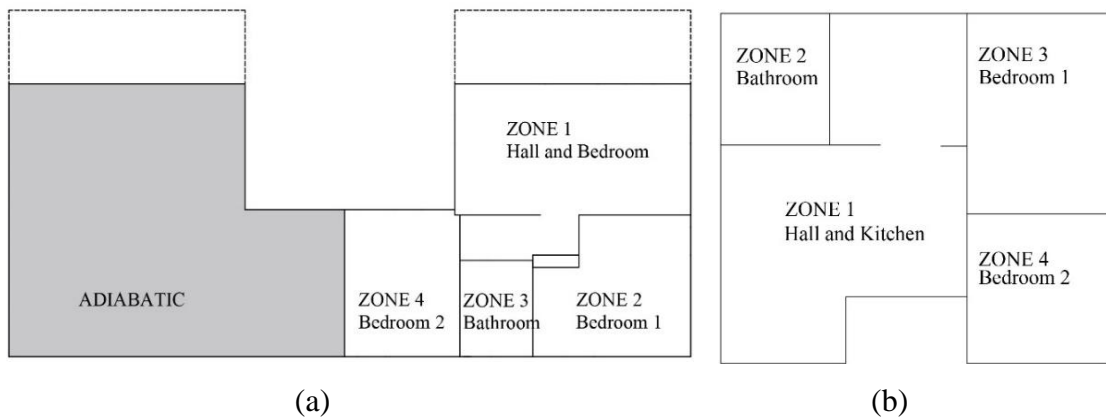 ZONE 1
Hall and Bedroom
ADIABATIC
ZONE 4
Bedroom 2
ZONE 3
Bathroom
ZONE 2
Bedroom 1
(a)
ZONE 2
Bathroom
ZONE 3
Bedroom 1
ZONE 1
Hall and Kitchen
ZONE 4
Bedroom 2
(b)